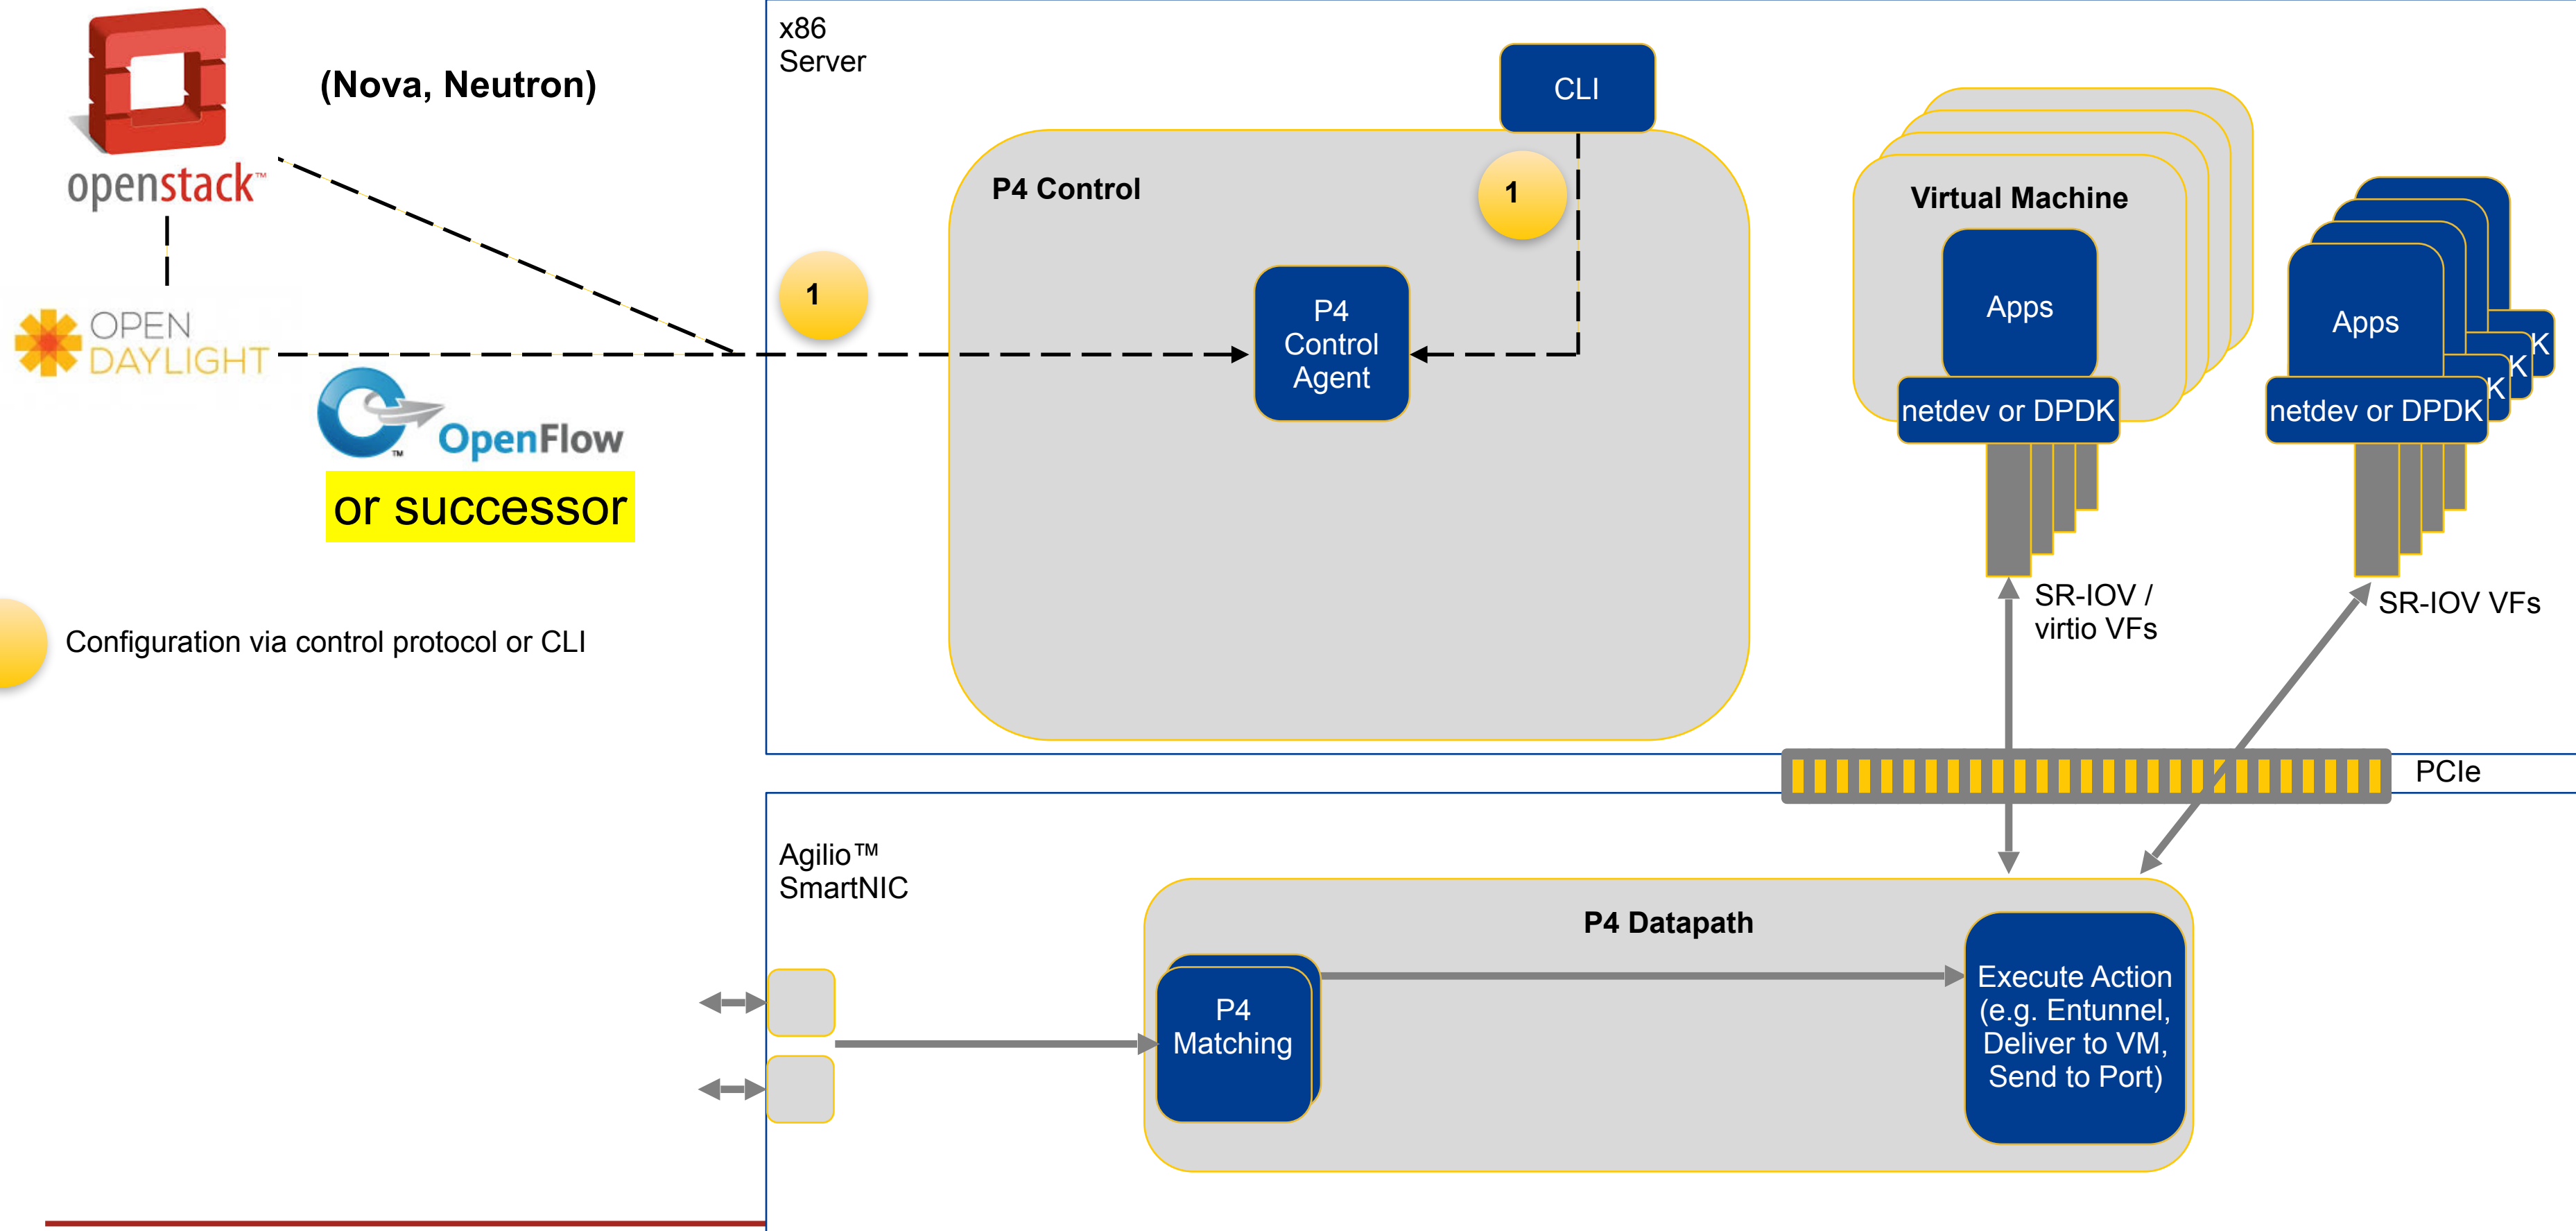 openstack™
(Nova, Neutron)
OPEN
DAYLIGHT
OpenFlow
TM
or successor
Configuration via control protocol or CLI
x86
Server
CLI
P4 Control
1
1
P4
Control
Agent
Virtual Machine
Apps
netdev or DPDK
Apps
netdev or DPDK
K
K
K
SR-IOV /
virtio VFs
SR-IOV VFs
PCIe
Agilio™
SmartNIC
P4 Datapath
P4
Matching
Execute Action
(e.g. Entunnel,
Deliver to VM,
Send to Port)